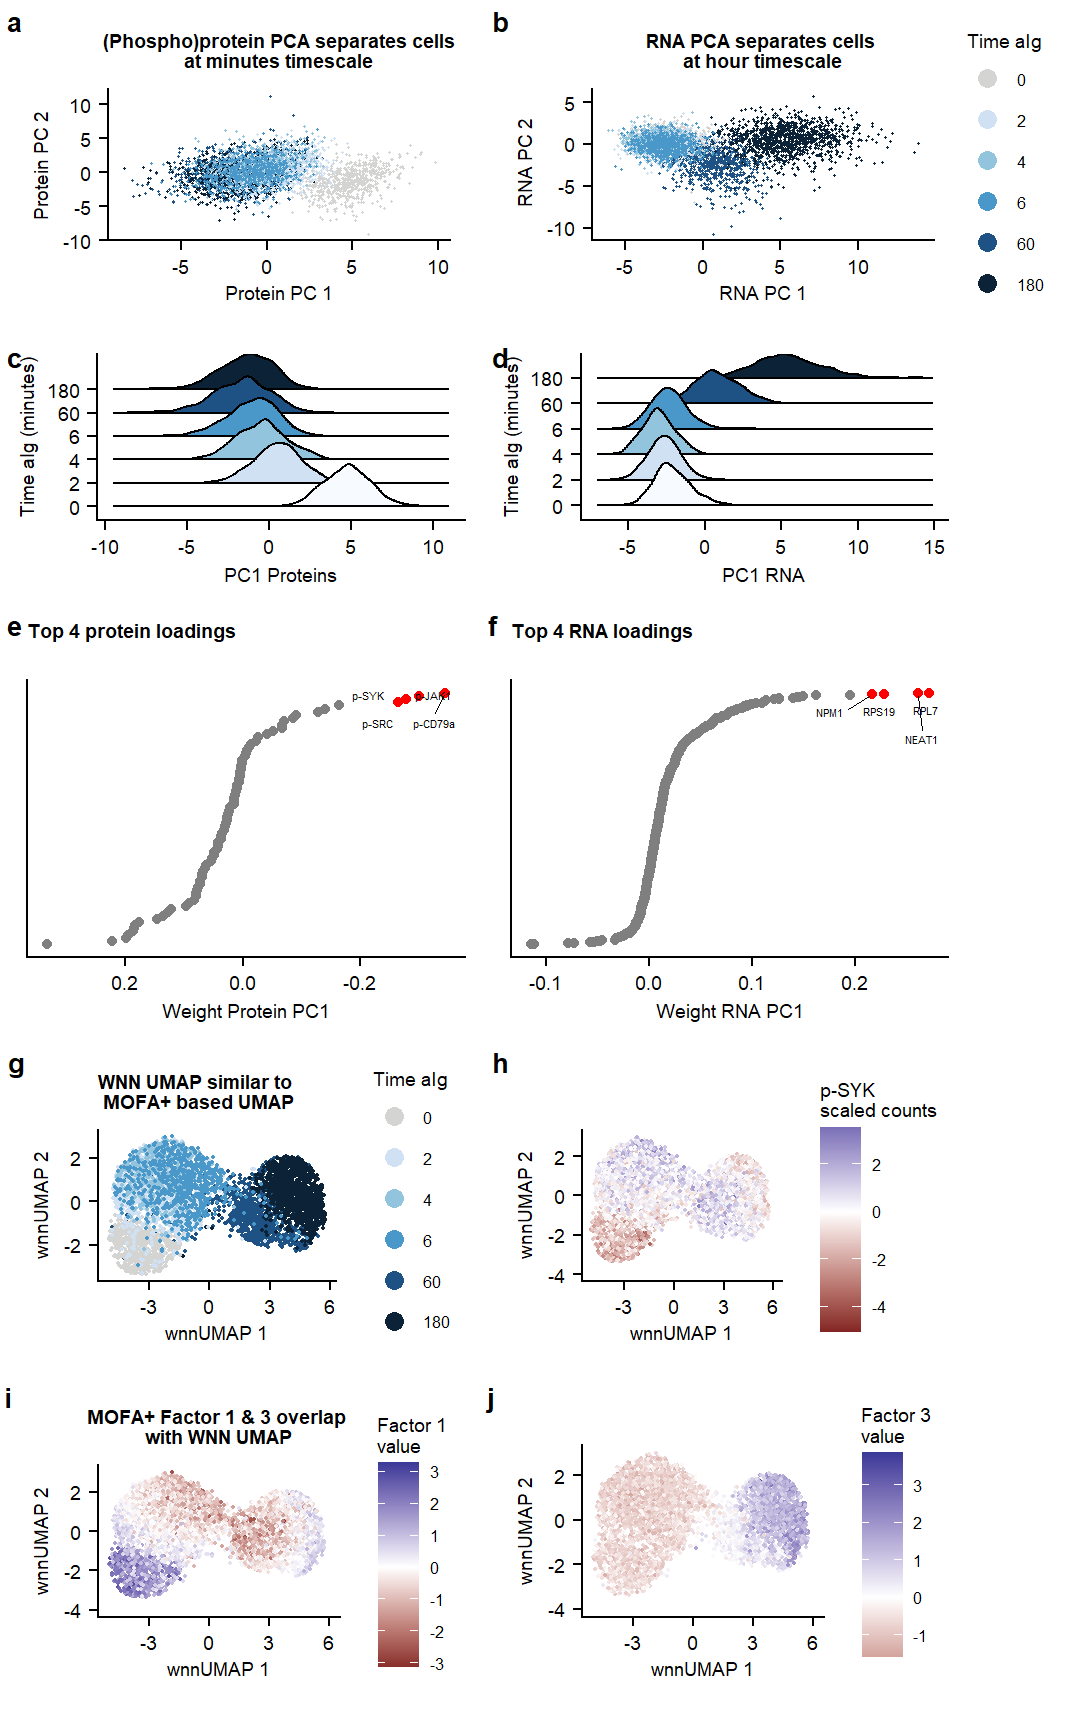 a
(Phospho)protein PCA separates cells
at minutes timescale
Protein PC 2
10
5
0
-5
-10
-5
0
5
10
Protein PC 1
b
RNA PCA separates cells
at hour timescale
RNA PC 2
5
0
-5
-10
-5
0
5
10
RNA PC 1
Time aIg
0
2
4
6
60
180
c
Time aIg (minutes)
180
60
6
4
2
0
-10
-5
0
5
10
PC1 Proteins
d
Time aIg (minutes)
180
60
6
4
2
0
-5
0
5
10
15
PC1 RNA
e Top 4 protein loadings
p-SYK
p-JAK1
p-SRC
p-CD79a
0.2
0.0
-0.2
Weight Protein PC1
f Top 4 RNA loadings
NPM1
RPS19
RPL7
NEAT1
-0.1
0.0
0.1
0.2
Weight RNA PC1
g
WNN UMAP similar to
MOFA+ based UMAP
wnnUMAP 2
2
0
-2
-3
0
3
6
wnnUMAP 1
Time aIg
0
2
4
6
60
180
h
wnnUMAP 2
2
0
-2
-4
-3
0
3
6
wnnUMAP 1
p-SYK
scaled counts
2
0
-2
-4
i
MOFA+ Factor 1 & 3 overlap
with WNN UMAP
wnnUMAP 2
2
0
-2
-4
-3
0
3
6
wnnUMAP 1
Factor 1
value
3
2
1
0
-1
-2
-3
j
wnnUMAP 2
2
0
-2
-4
-3
0
3
6
wnnUMAP 1
Factor 3
value
3
2
1
0
-1